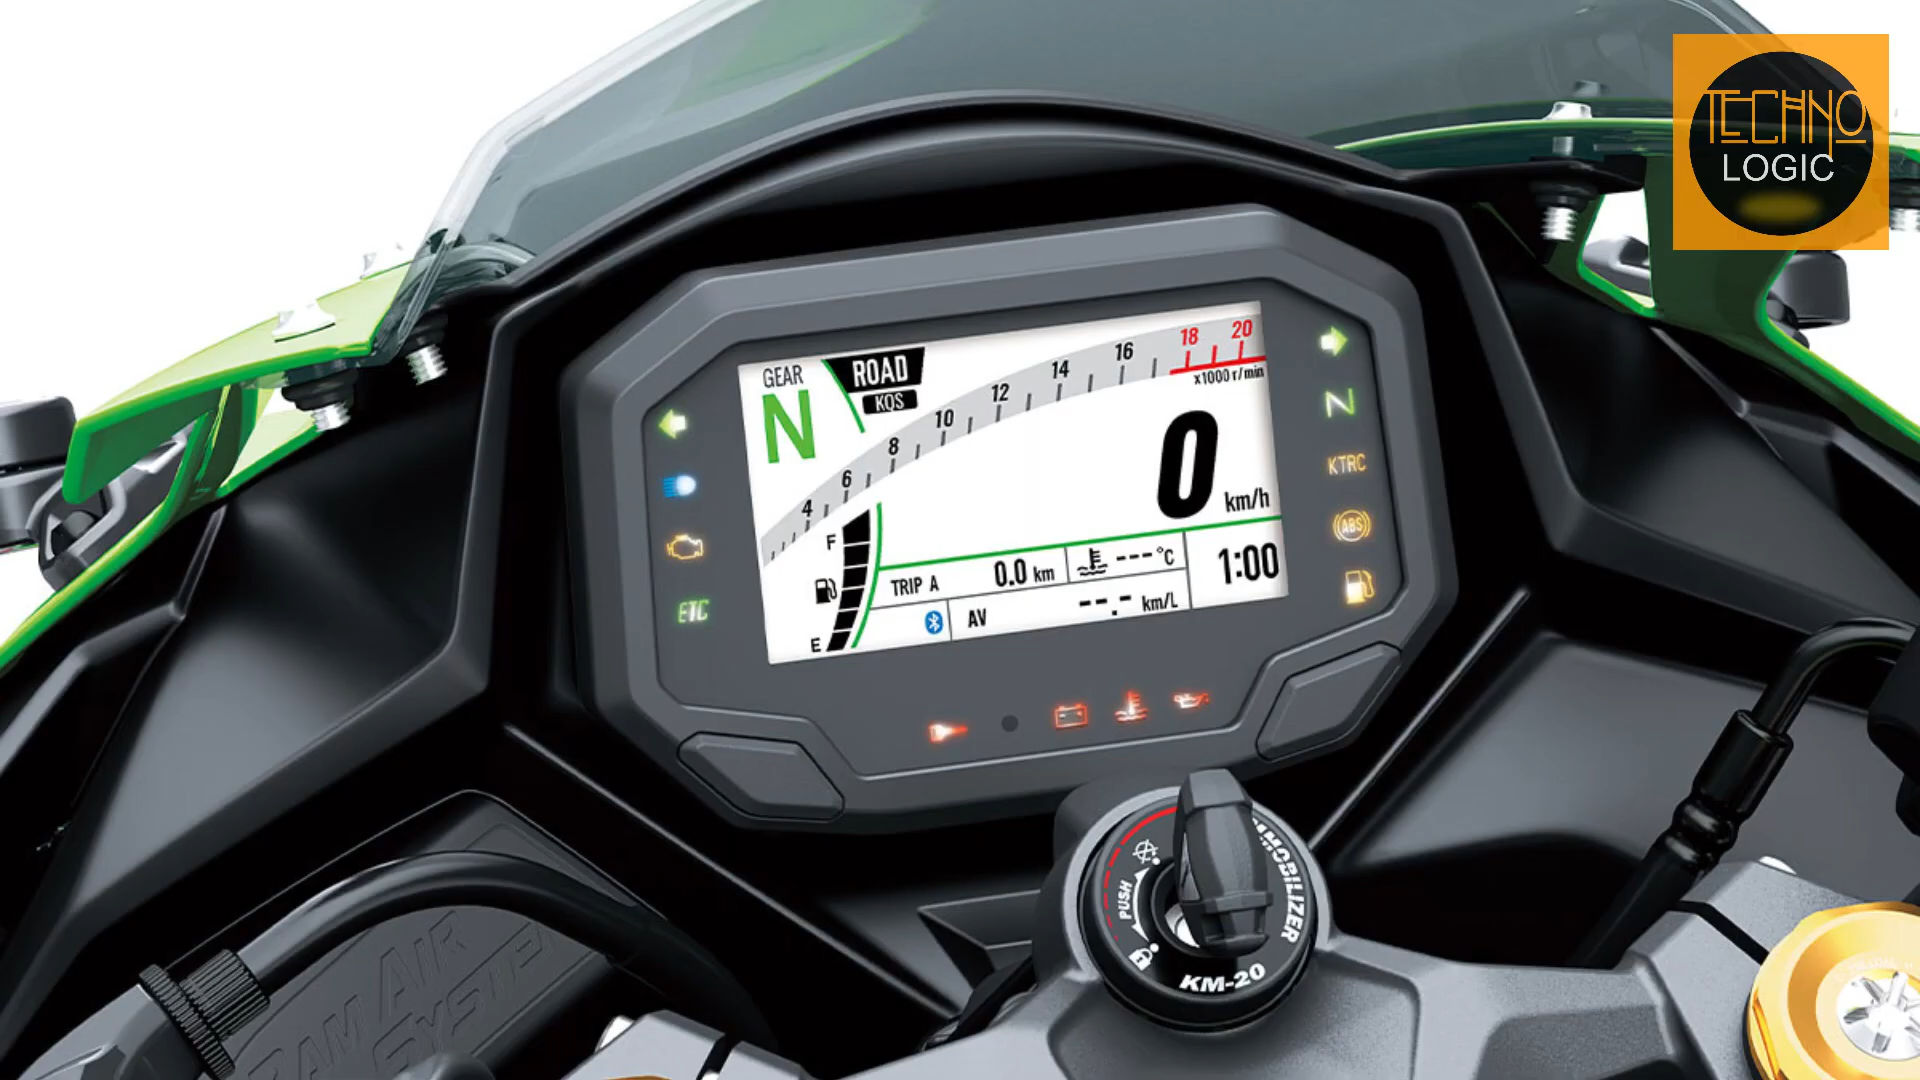 TECHNO
LOGIC
GEAR
N
ROAD
KQS
4 6 8 10 12 14 16 18 20
x1000 r/min
0 km/h
F
E
TRIP A 0.0 km
---°C
1:00
AV --.- km/L
ETC
N
KTRC
ABS
IMMOBILIZER
PUSH
KM-20
RAM AIR
SYSTEM